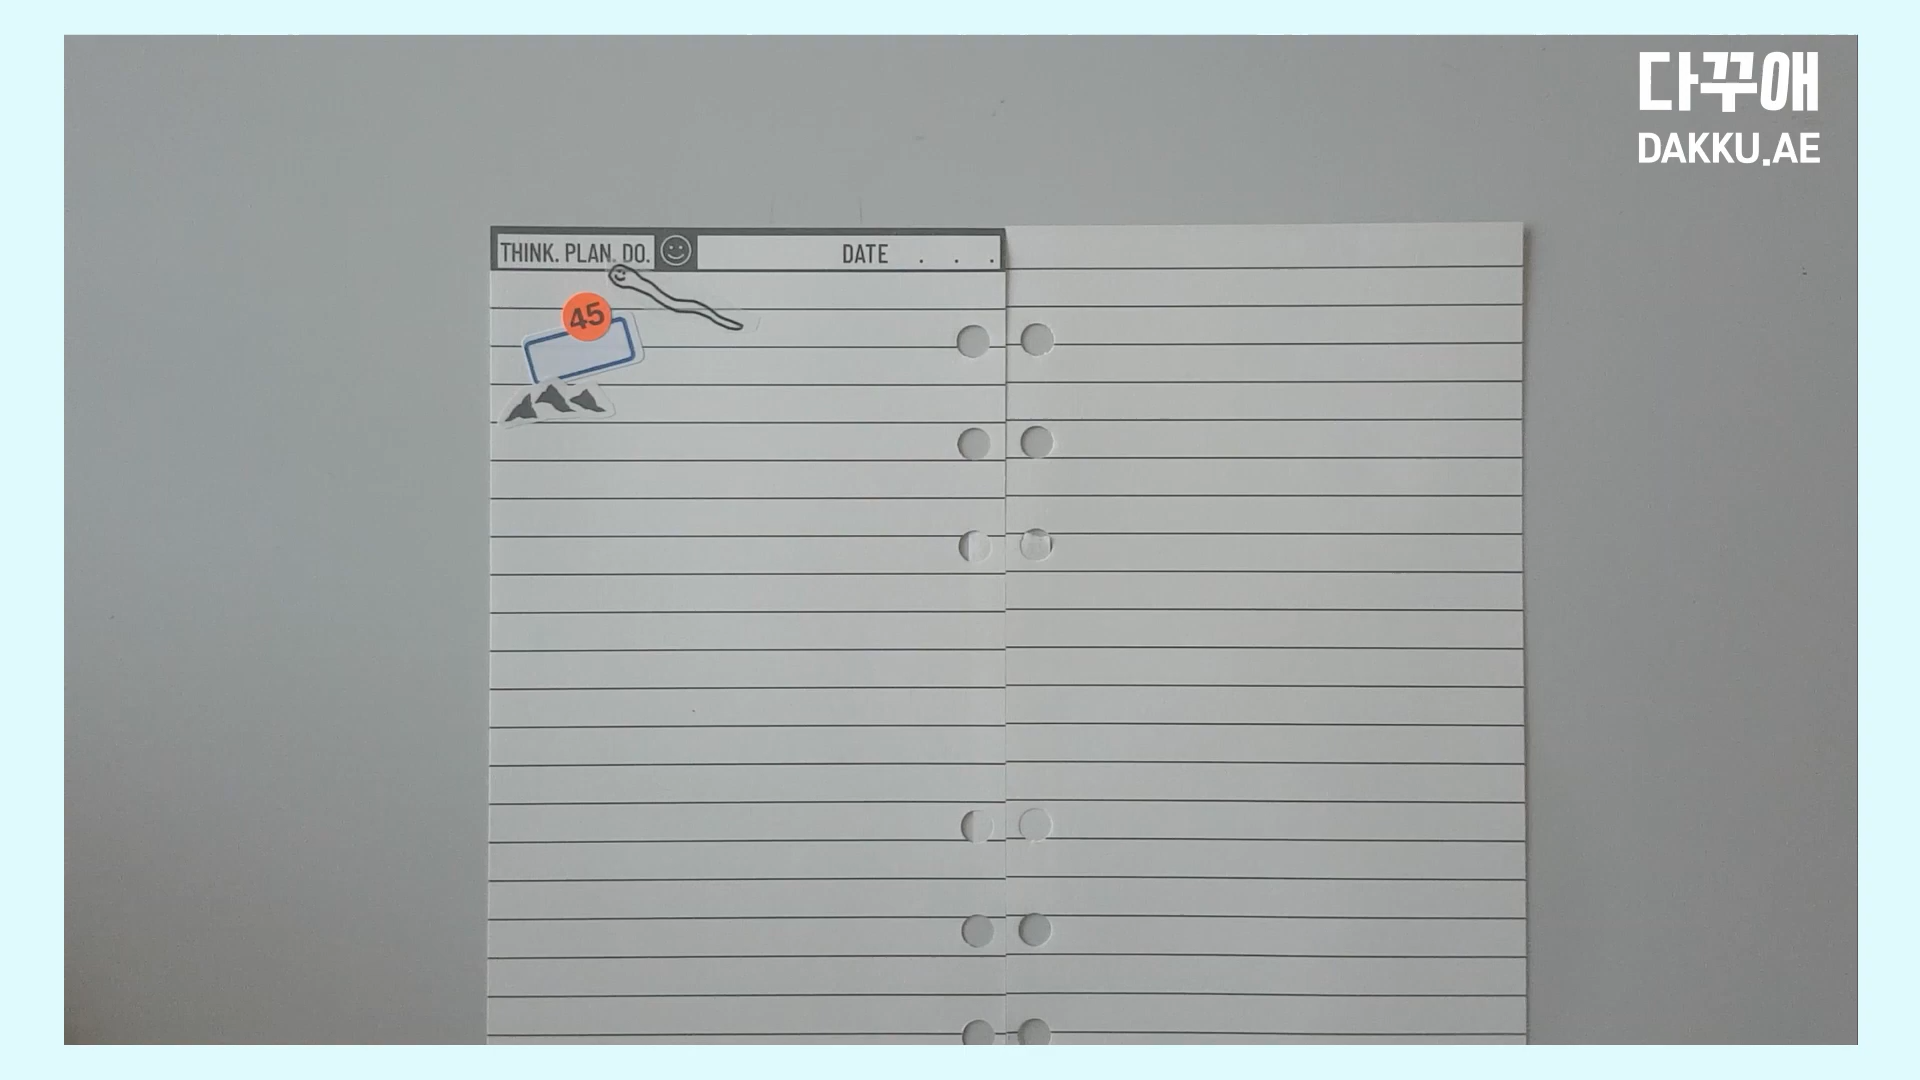 다꾸애
DAKKU.AE
THINK. PLAN. DO.
DATE . . .
45